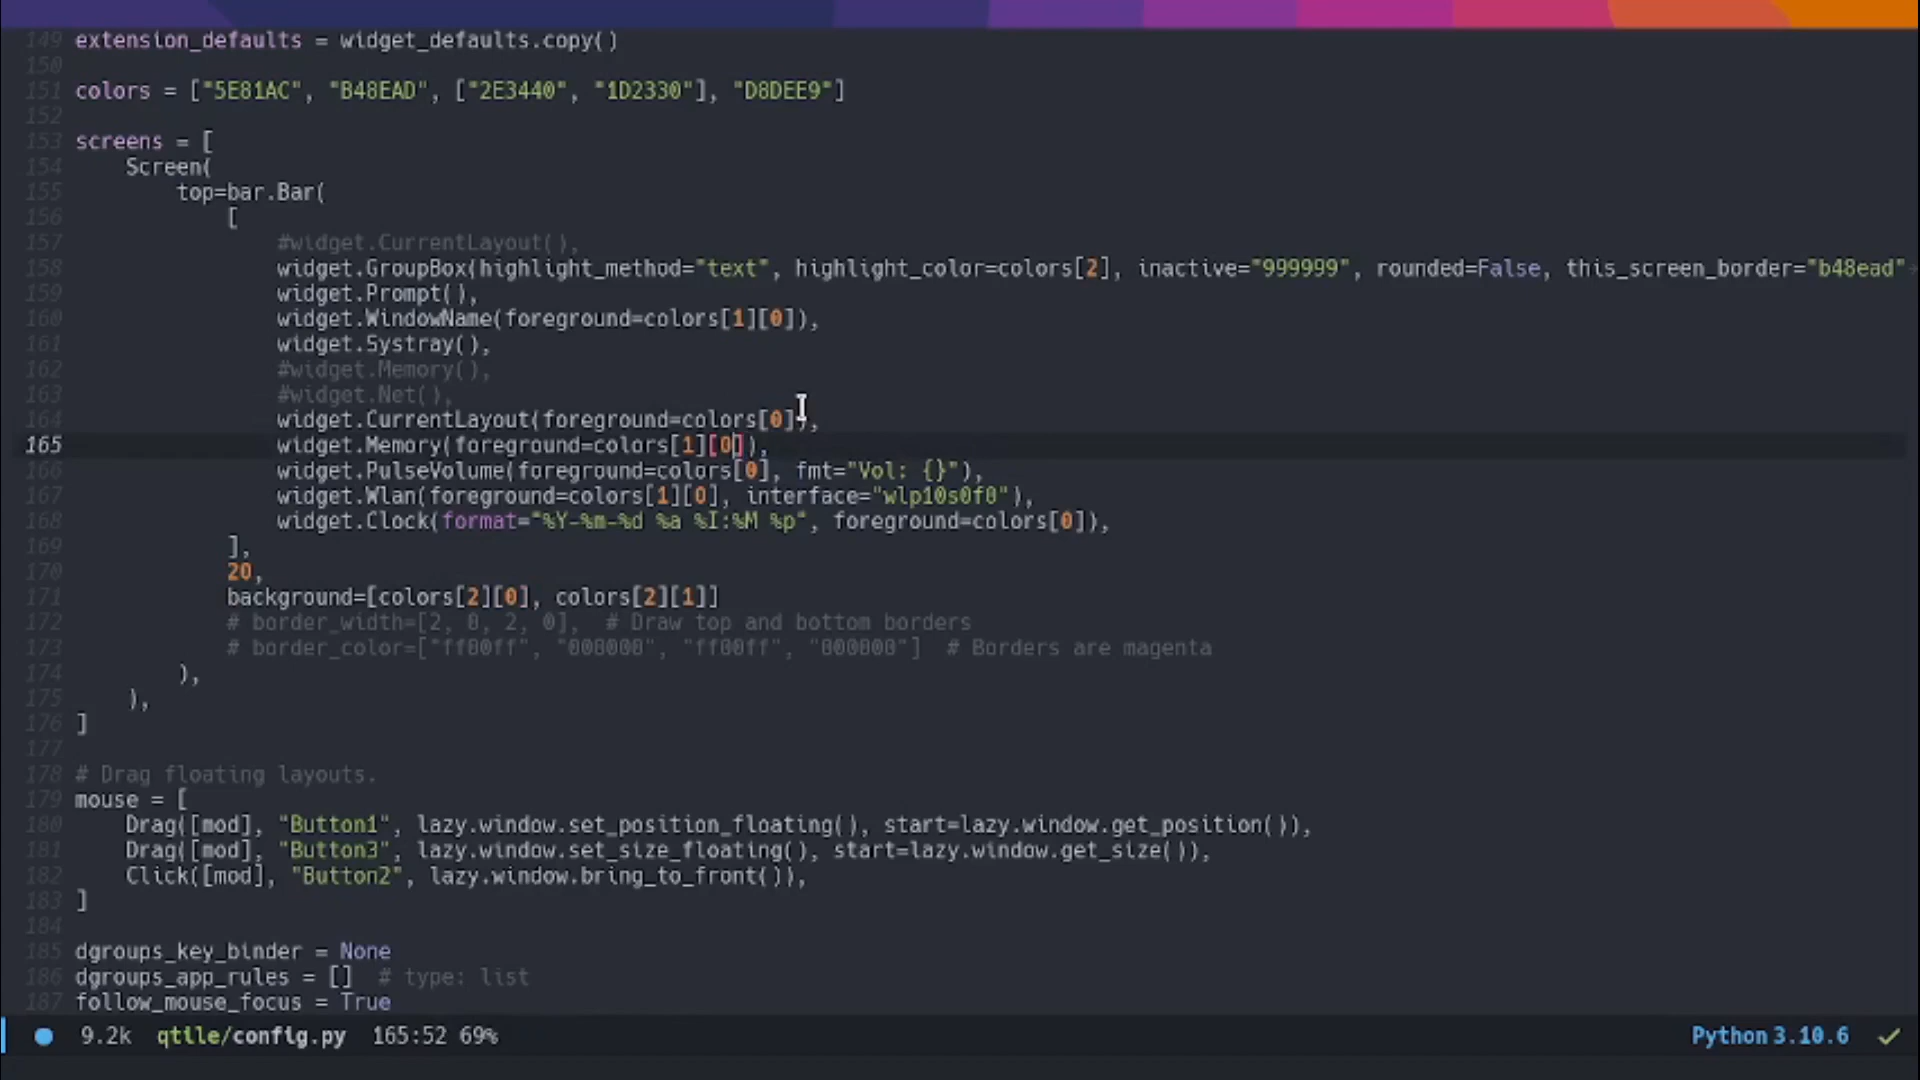 149 extension_defaults = widget_defaults.copy()
150
151 colors = ["5E81AC", "B48EAD", ["2E3440", "1D2330"], "D8DEE9"]
152
153 screens = [
154     Screen(
155         top=bar.Bar(
156             [
157                 #widget.CurrentLayout(),
158                 widget.GroupBox(highlight_method="text", highlight_color=colors[2], inactive="999999", rounded=False, this_screen_border="b48ead"
159                 widget.Prompt(),
160                 widget.WindowName(foreground=colors[1][0]),
161                 widget.Systray(),
162                 #widget.Memory(),
163                 #widget.Net(),
164                 widget.CurrentLayout(foreground=colors[0]),
165                 widget.Memory(foreground=colors[1][0]),
166                 widget.PulseVolume(foreground=colors[0], fmt="Vol: {}"),
167                 widget.Wlan(foreground=colors[1][0], interface="wlp10s0f0"),
168                 widget.Clock(format="%Y-%m-%d %a %I:%M %p", foreground=colors[0]),
169             ],
170             20,
171             background=[colors[2][0], colors[2][1]]
172             # border_width=[2, 0, 2, 0],  # Draw top and bottom borders
173             # border_color=["ff00ff", "000000", "ff00ff", "000000"]  # Borders are magenta
174         ),
175     ),
176 ]
177
178 # Drag floating layouts.
179 mouse = [
180     Drag([mod], "Button1", lazy.window.set_position_floating(), start=lazy.window.get_position()),
181     Drag([mod], "Button3", lazy.window.set_size_floating(), start=lazy.window.get_size()),
182     Click([mod], "Button2", lazy.window.bring_to_front()),
183 ]
184
185 dgroups_key_binder = None
186 dgroups_app_rules = []  # type: list
187 follow_mouse_focus = True
9.2k qtile/config.py 165:52 69% Python 3.10.6